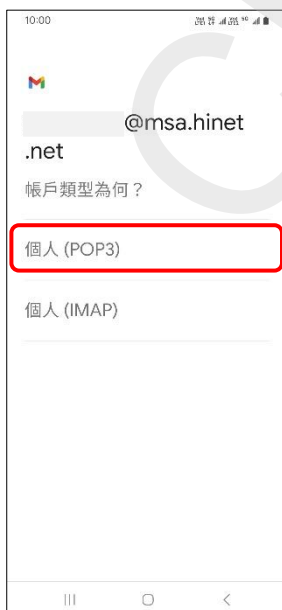 10:00
@msa.hinet
.net
帳戶類型為何？
個人 (POP3)
個人 (IMAP)